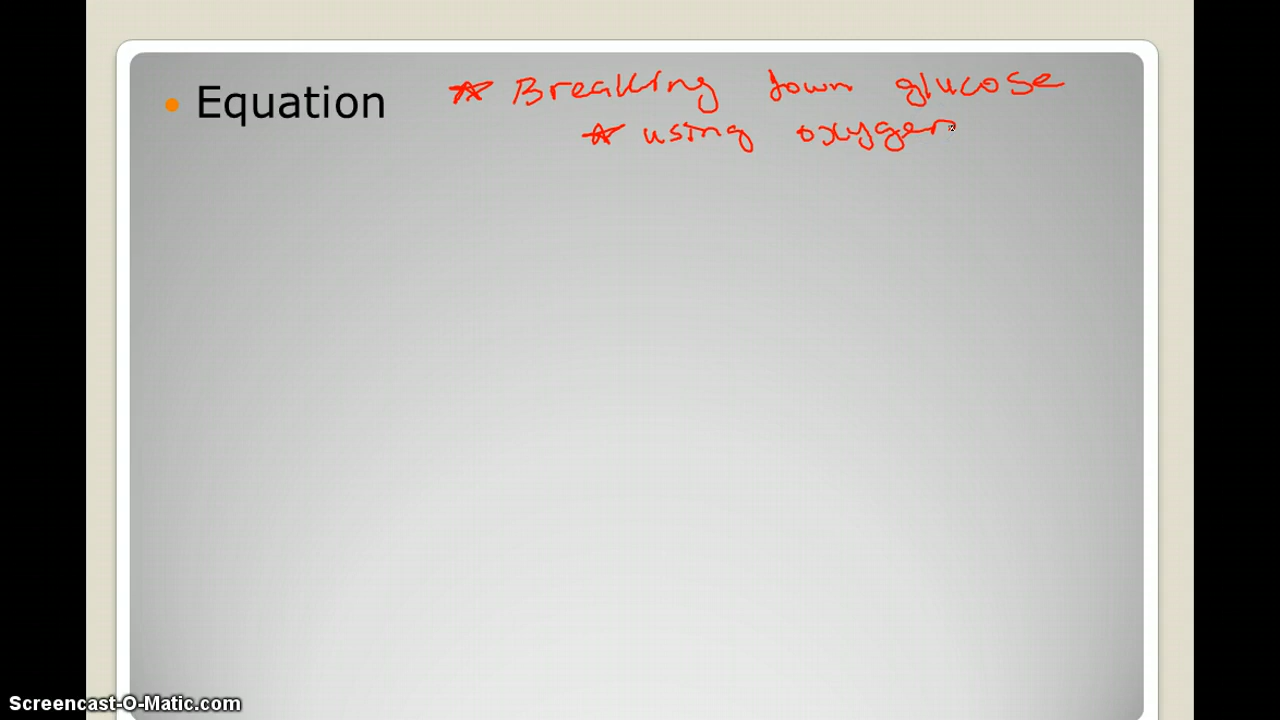 • Equation
☆ Breaking down glucose
☆ using oxygen
Screencast-O-Matic.com